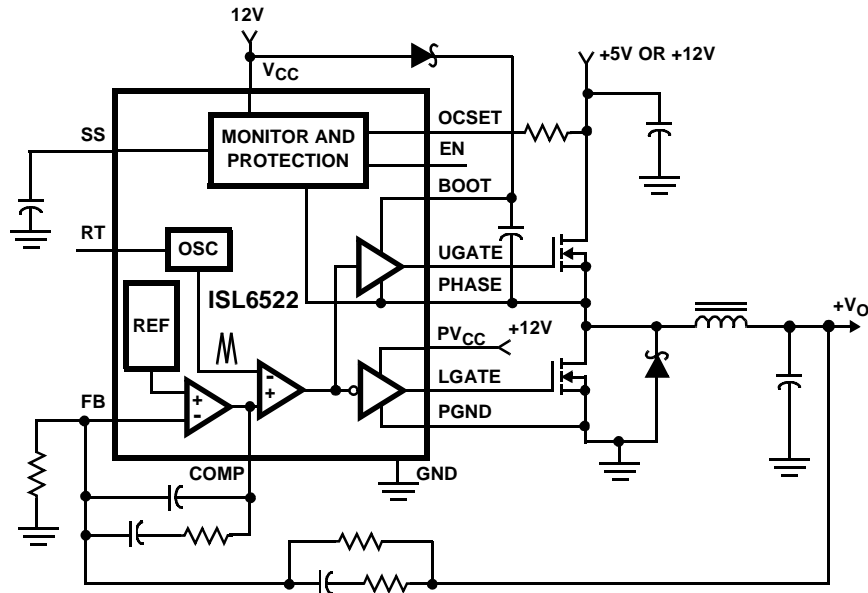 12V
+5V OR +12V
VCC
OCSET
SS
MONITOR AND
PROTECTION
EN
BOOT
RT
OSC
UGATE
PHASE
ISL6522
REF
+VO
PVCC
+12V
LGATE
FB
+
-
-
+
PGND
COMP
GND